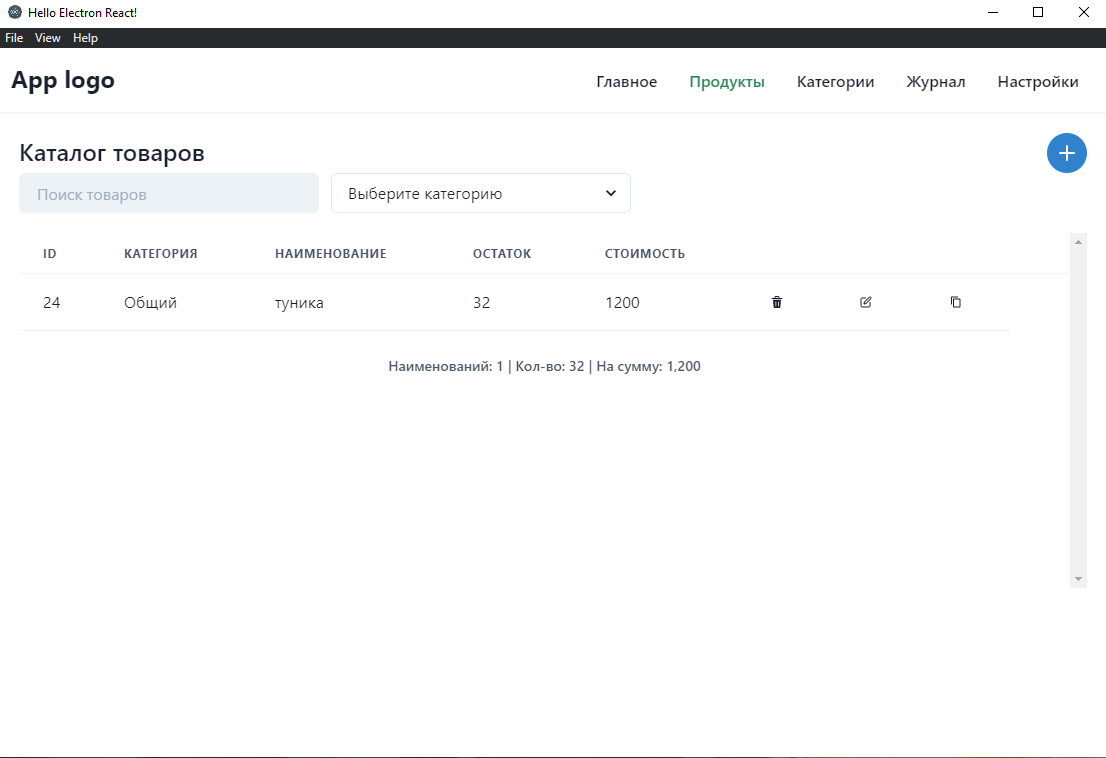 Hello Electron React!
File View Help
App logo Главное Продукты Категории Журнал Настройки
Каталог товаров
Поиск товаров Выберите категорию
ID КАТЕГОРИЯ НАИМЕНОВАНИЕ ОСТАТОК СТОИМОСТЬ
24 Общий туника 32 1200
Наименований: 1 | Кол-во: 32 | На сумму: 1,200